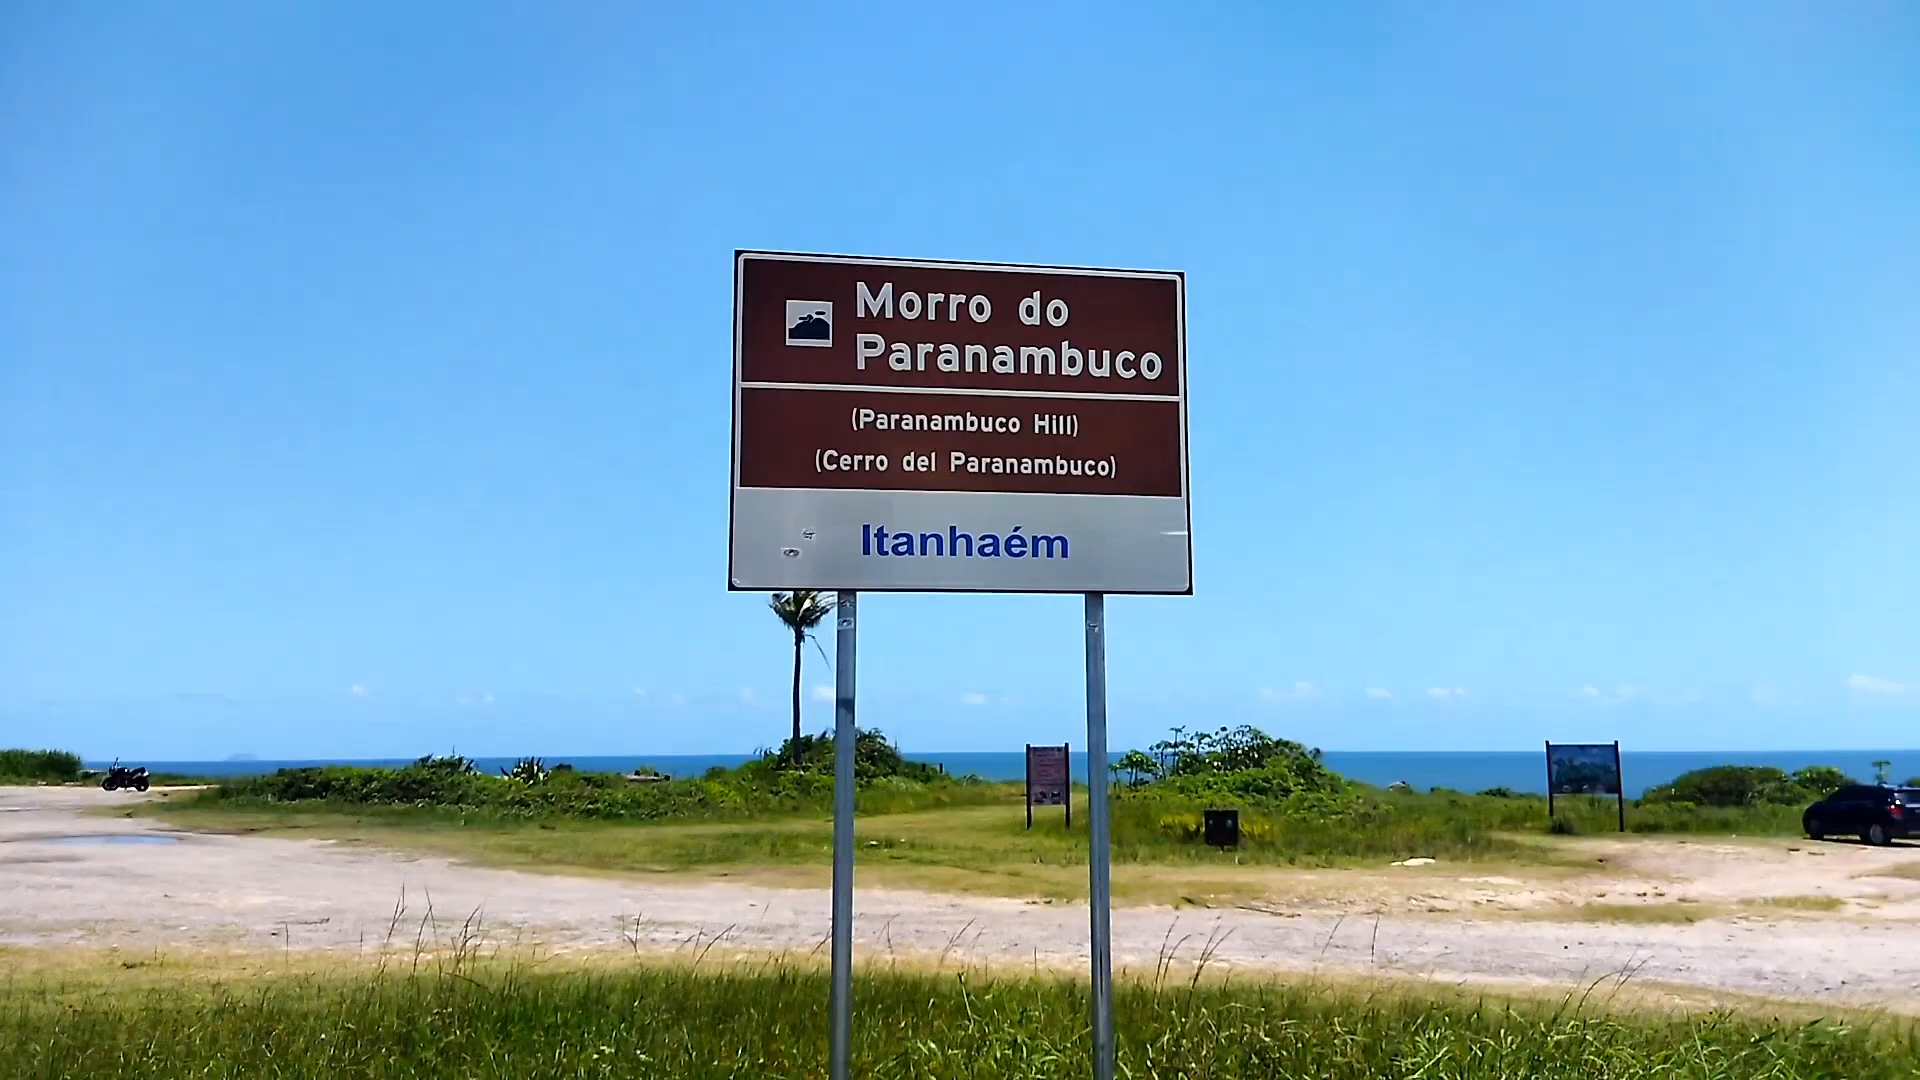 Morro do
Paranambuco
(Paranambuco Hill)
(Cerro del Paranambuco)
Itanhaém